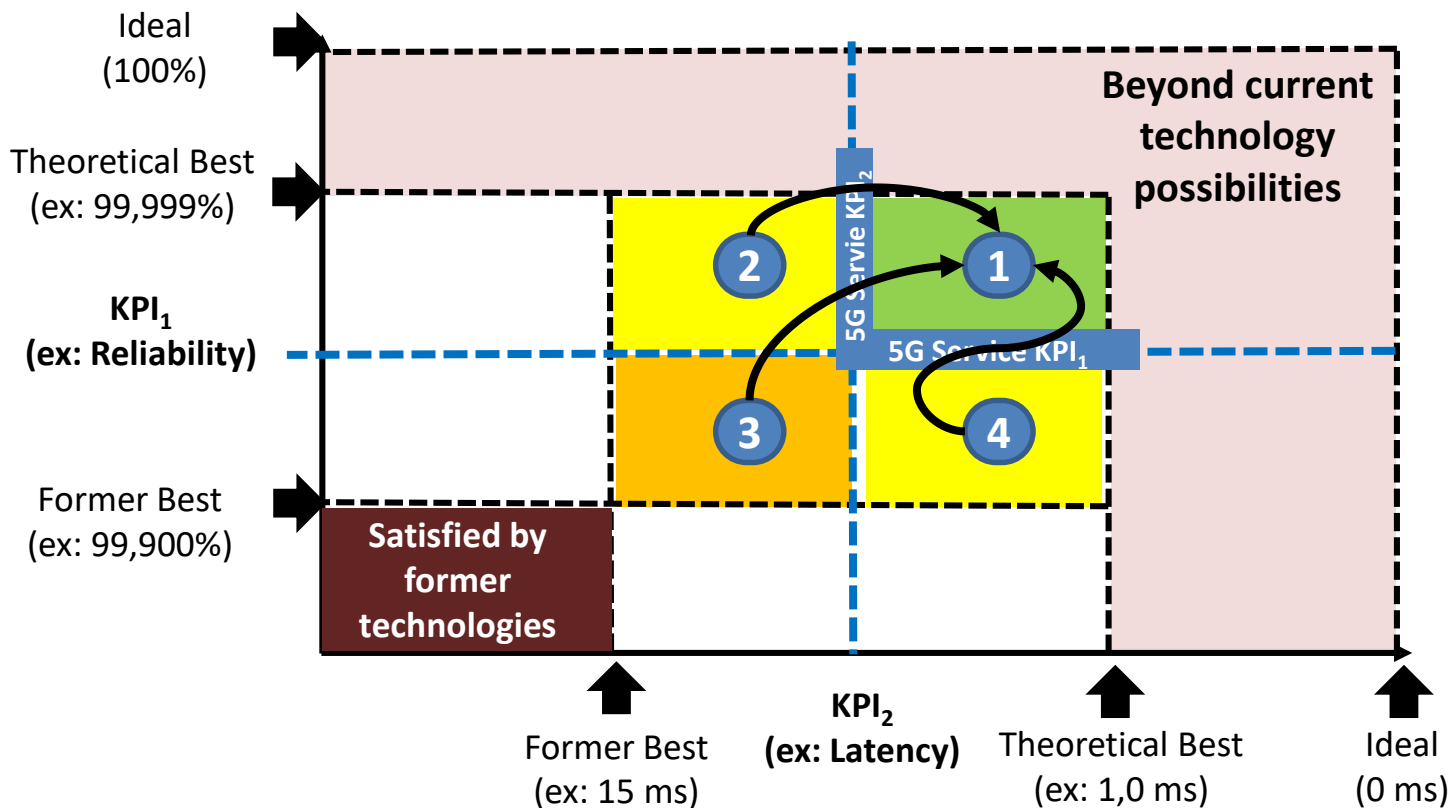 Ideal
(100%)
Theoretical Best
(ex: 99,999%)
KPI₁
(ex: Reliability)
Former Best
(ex: 99,900%)
Beyond current
technology
possibilities
2
1
3
4
5G Servie KPI₂
5G Service KPI₁
Satisfied by
former
technologies
Former Best
(ex: 15 ms)
KPI₂
(ex: Latency)
Theoretical Best
(ex: 1,0 ms)
Ideal
(0 ms)